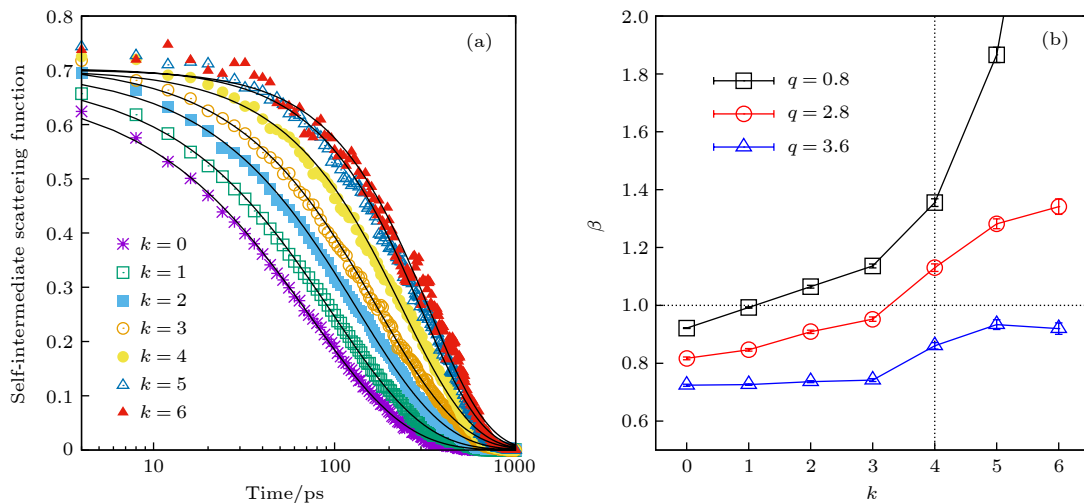 (a)
Self-intermediate scattering function
0.8
0.7
0.6
0.5
0.4
0.3
0.2
0.1
0
k = 0
k = 1
k = 2
k = 3
k = 4
k = 5
k = 6
10
100
1000
Time/ps
(b)
β
2.0
1.8
1.6
1.4
1.2
1.0
0.8
0.6
q = 0.8
q = 2.8
q = 3.6
0 1 2 3 4 5 6
k